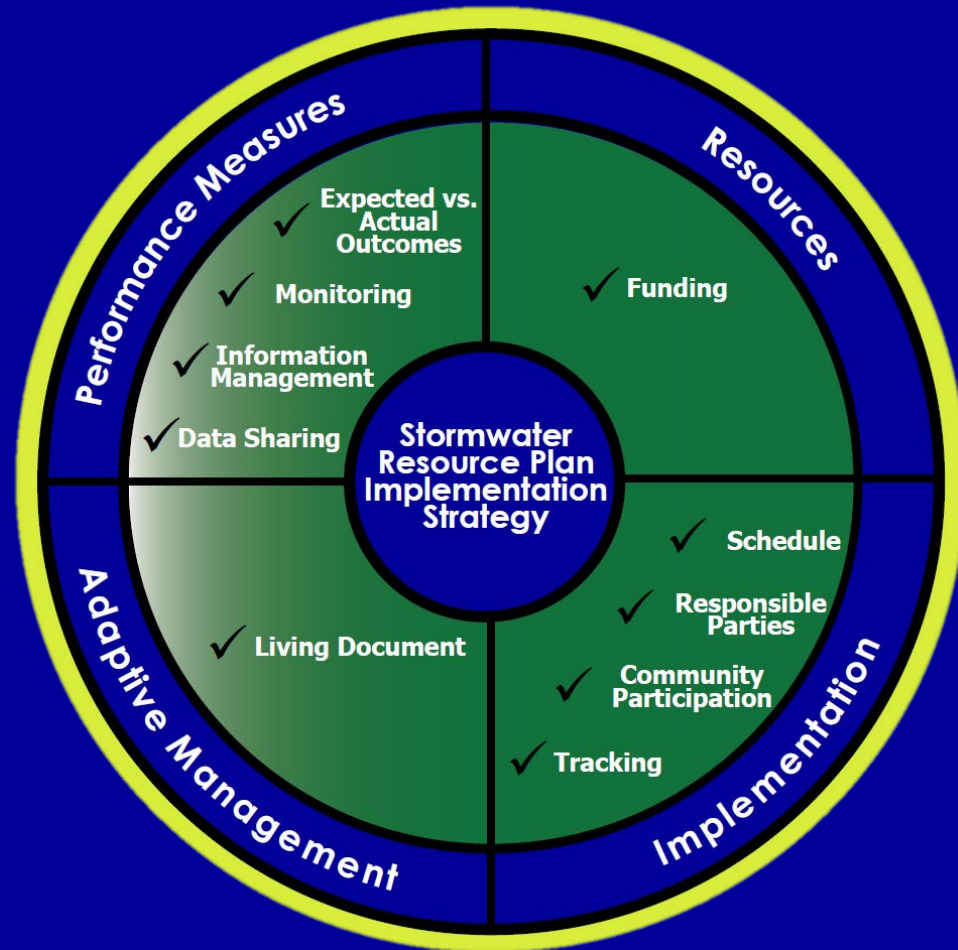 Performance Measures
Expected vs.
Actual
Outcomes
Monitoring
Information
Management
Data Sharing
Resources
Funding
Stormwater
Resource Plan
Implementation
Strategy
Adaptive Management
Living Document
Implementation
Schedule
Responsible
Parties
Community
Participation
Tracking